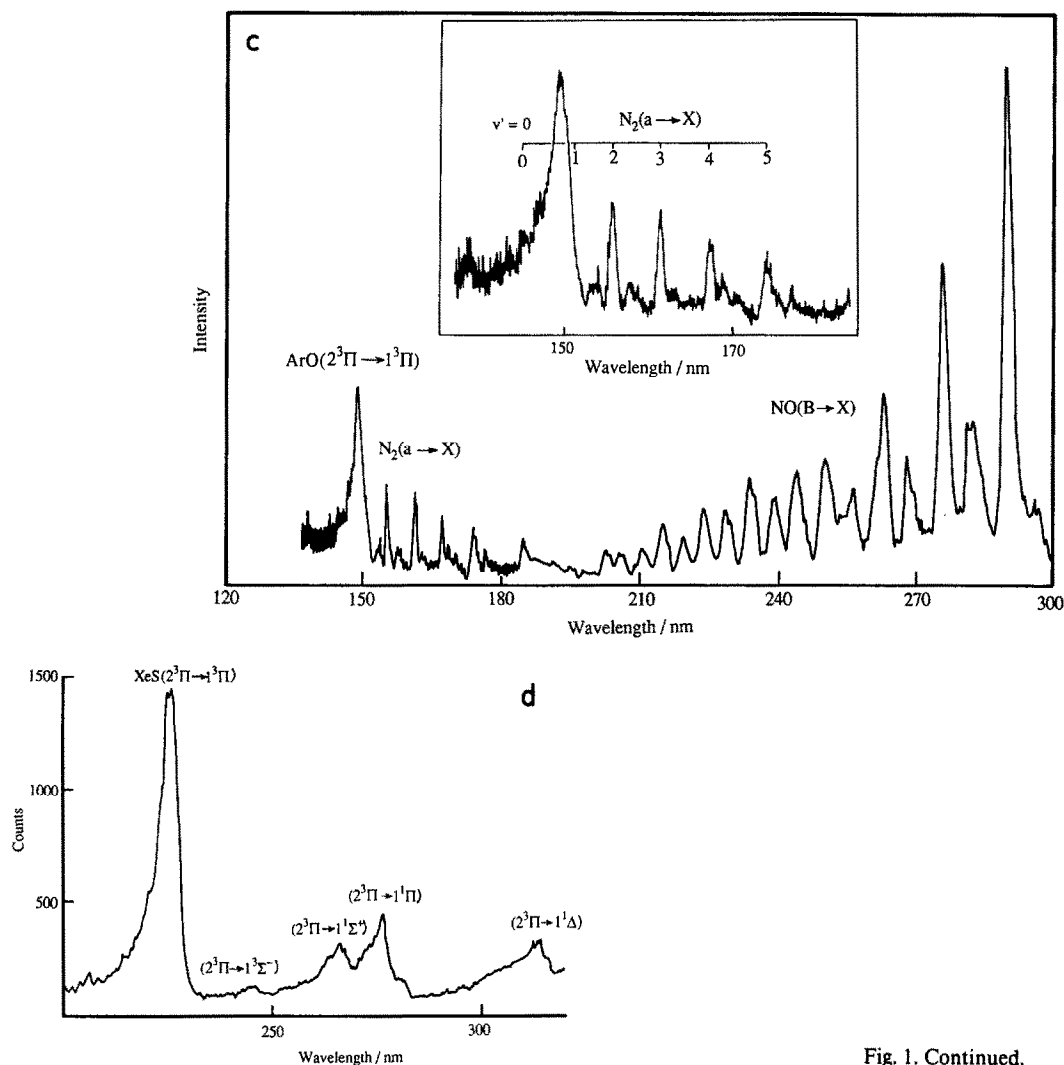 c
N₂(a→X)
v' = 0
0 1 2 3 4 5
150 170
Wavelength / nm
Intensity
ArO(2³Π→1³Π)
N₂(a→X)
NO(B→X)
120 150 180 210 240 270 300
Wavelength / nm
d
XeS(2³Π→1³Π)
1500
1000
500
Counts
(2³Π→1³Σ⁻)
(2³Π→1¹Σ⁺)
(2³Π→1¹Π)
(2³Π→1¹Δ)
250 300
Wavelength / nm
Fig. 1. Continued.